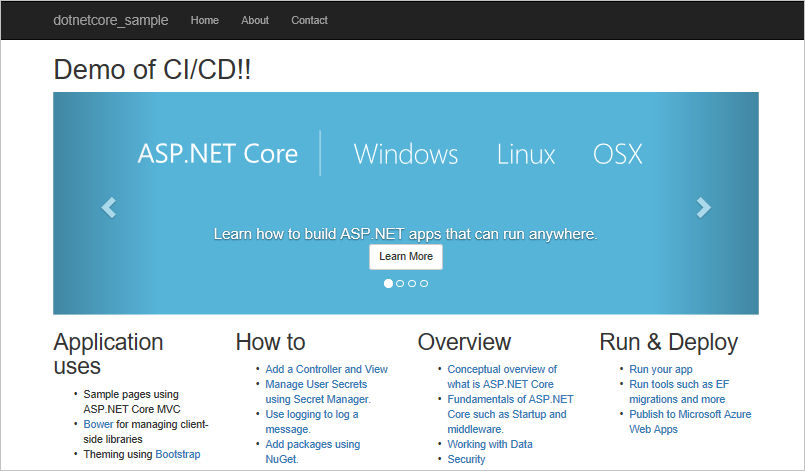 dotnetcore_sample Home About Contact
Demo of CI/CD!!
ASP.NET Core Windows Linux OSX
Learn how to build ASP.NET apps that can run anywhere.
Learn More
Application
uses
Sample pages using
ASP.NET Core MVC
Bower for managing client-
side libraries
Theming using Bootstrap
How to
Add a Controller and View
Manage User Secrets
using Secret Manager.
Use logging to log a
message.
Add packages using
NuGet.
Overview
Conceptual overview of
what is ASP.NET Core
Fundamentals of ASP.NET
Core such as Startup and
middleware.
Working with Data
Security
Run & Deploy
Run your app
Run tools such as EF
migrations and more
Publish to Microsoft Azure
Web Apps